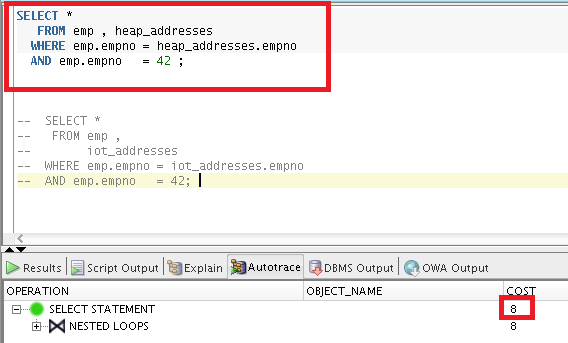 SELECT *
FROM emp , heap_addresses
WHERE emp.empno = heap_addresses.empno
AND emp.empno   = 42 ;
--  SELECT *
--   FROM emp ,
--        iot_addresses
--  WHERE emp.empno = iot_addresses.empno
--  AND emp.empno   = 42;
Results Script Output Explain Autotrace DBMS Output OWA Output
OPERATION OBJECT_NAME COST
SELECT STATEMENT 8
NESTED LOOPS 8